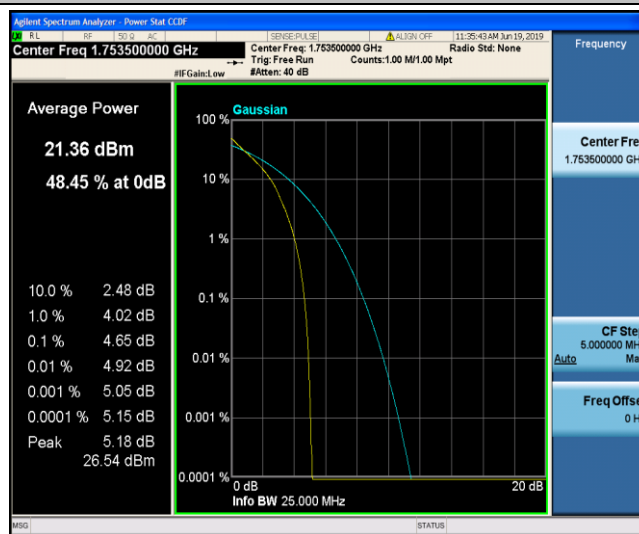 Agilent Spectrum Analyzer - Power Stat CCDF
RL RF 50 Ω AC SENSE:PULSE ALIGN OFF 11:35:43 AM Jun 19, 2019
Center Freq 1.753500000 GHz
Center Freq: 1.753500000 GHz Radio Std: None
Trig: Free Run Counts:1.00 M/1.00 Mpt
#IFGain:Low #Atten: 40 dB
Frequency
Average Power
21.36 dBm
48.45 % at 0dB
10.0 % 2.48 dB
1.0 % 4.02 dB
0.1 % 4.65 dB
0.01 % 4.92 dB
0.001 % 5.05 dB
0.0001 % 5.15 dB
Peak 5.18 dB
26.54 dBm
Gaussian
100 %
10 %
1 %
0.1 %
0.01 %
0.001 %
0.0001 %
0 dB 20 dB
Info BW 25.000 MHz
Center Fre
1.753500000 GH
CF Ste
5.000000 MH
Auto Ma
Freq Offse
0 H
MSG STATUS